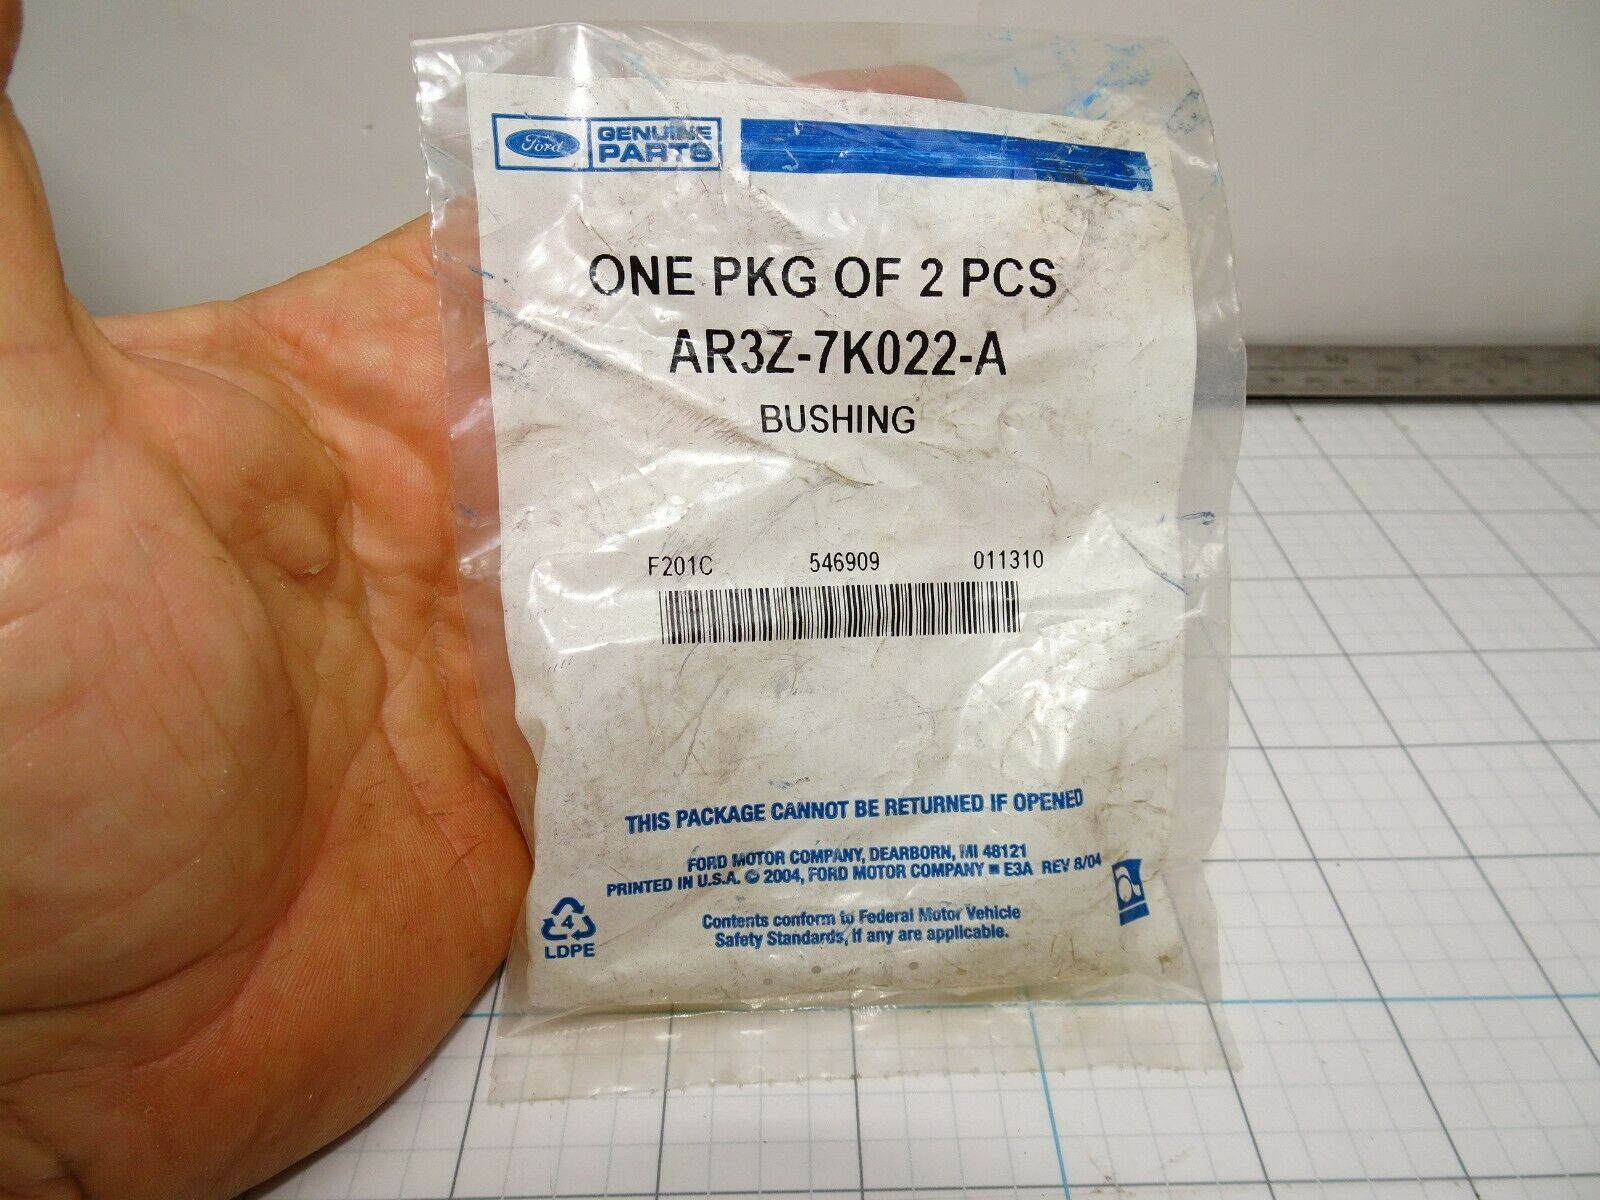 Ford GENUINE
PARTS
ONE PKG OF 2 PCS
AR3Z-7K022-A
BUSHING
F201C 546909 011310
THIS PACKAGE CANNOT BE RETURNED IF OPENED
FORD MOTOR COMPANY, DEARBORN, MI 48121
PRINTED IN U.S.A. © 2004, FORD MOTOR COMPANY ■ E3A REV 8/04
Contents conform to Federal Motor Vehicle
Safety Standards, if any are applicable.
4
LDPE